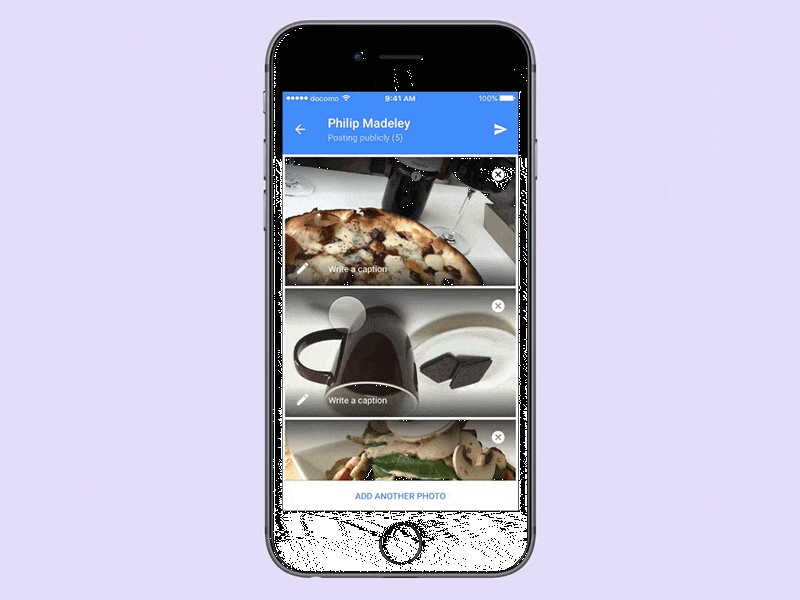 docomo 9:41 AM 100%
Philip Madeley
Posting publicly (5)
Write a caption
Write a caption
ADD ANOTHER PHOTO